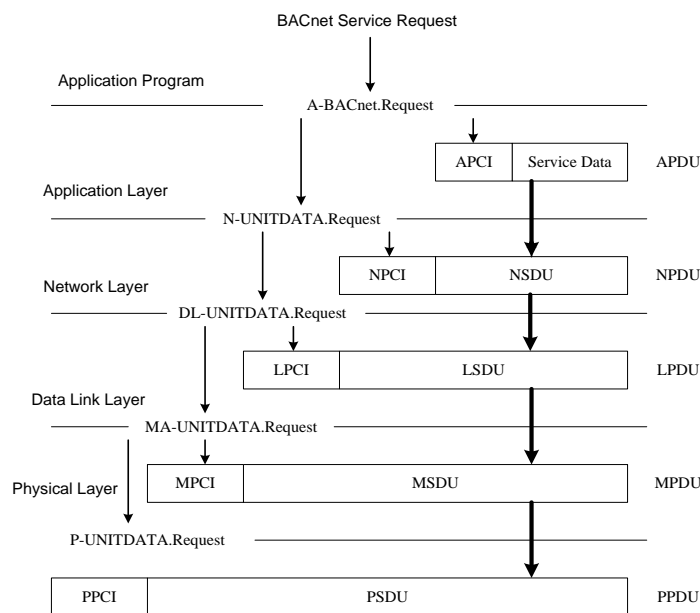 BACnet Service Request
Application Program
A-BACnet.Request
APCI Service Data APDU
Application Layer
N-UNITDATA.Request
NPCI NSDU NPDU
Network Layer
DL-UNITDATA.Request
LPCI LSDU LPDU
Data Link Layer
MA-UNITDATA.Request
MPCI MSDU MPDU
Physical Layer
P-UNITDATA.Request
PPCI PSDU PPDU